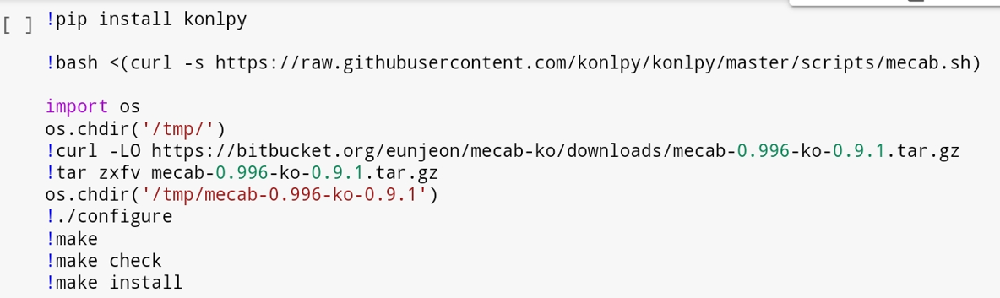 [ ] !pip install konlpy
!bash <(curl -s https://raw.githubusercontent.com/konlpy/konlpy/master/scripts/mecab.sh)
import os
os.chdir('/tmp/')
!curl -LO https://bitbucket.org/eunjeon/mecab-ko/downloads/mecab-0.996-ko-0.9.1.tar.gz
!tar zxfv mecab-0.996-ko-0.9.1.tar.gz
os.chdir('/tmp/mecab-0.996-ko-0.9.1')
!./configure
!make
!make check
!make install